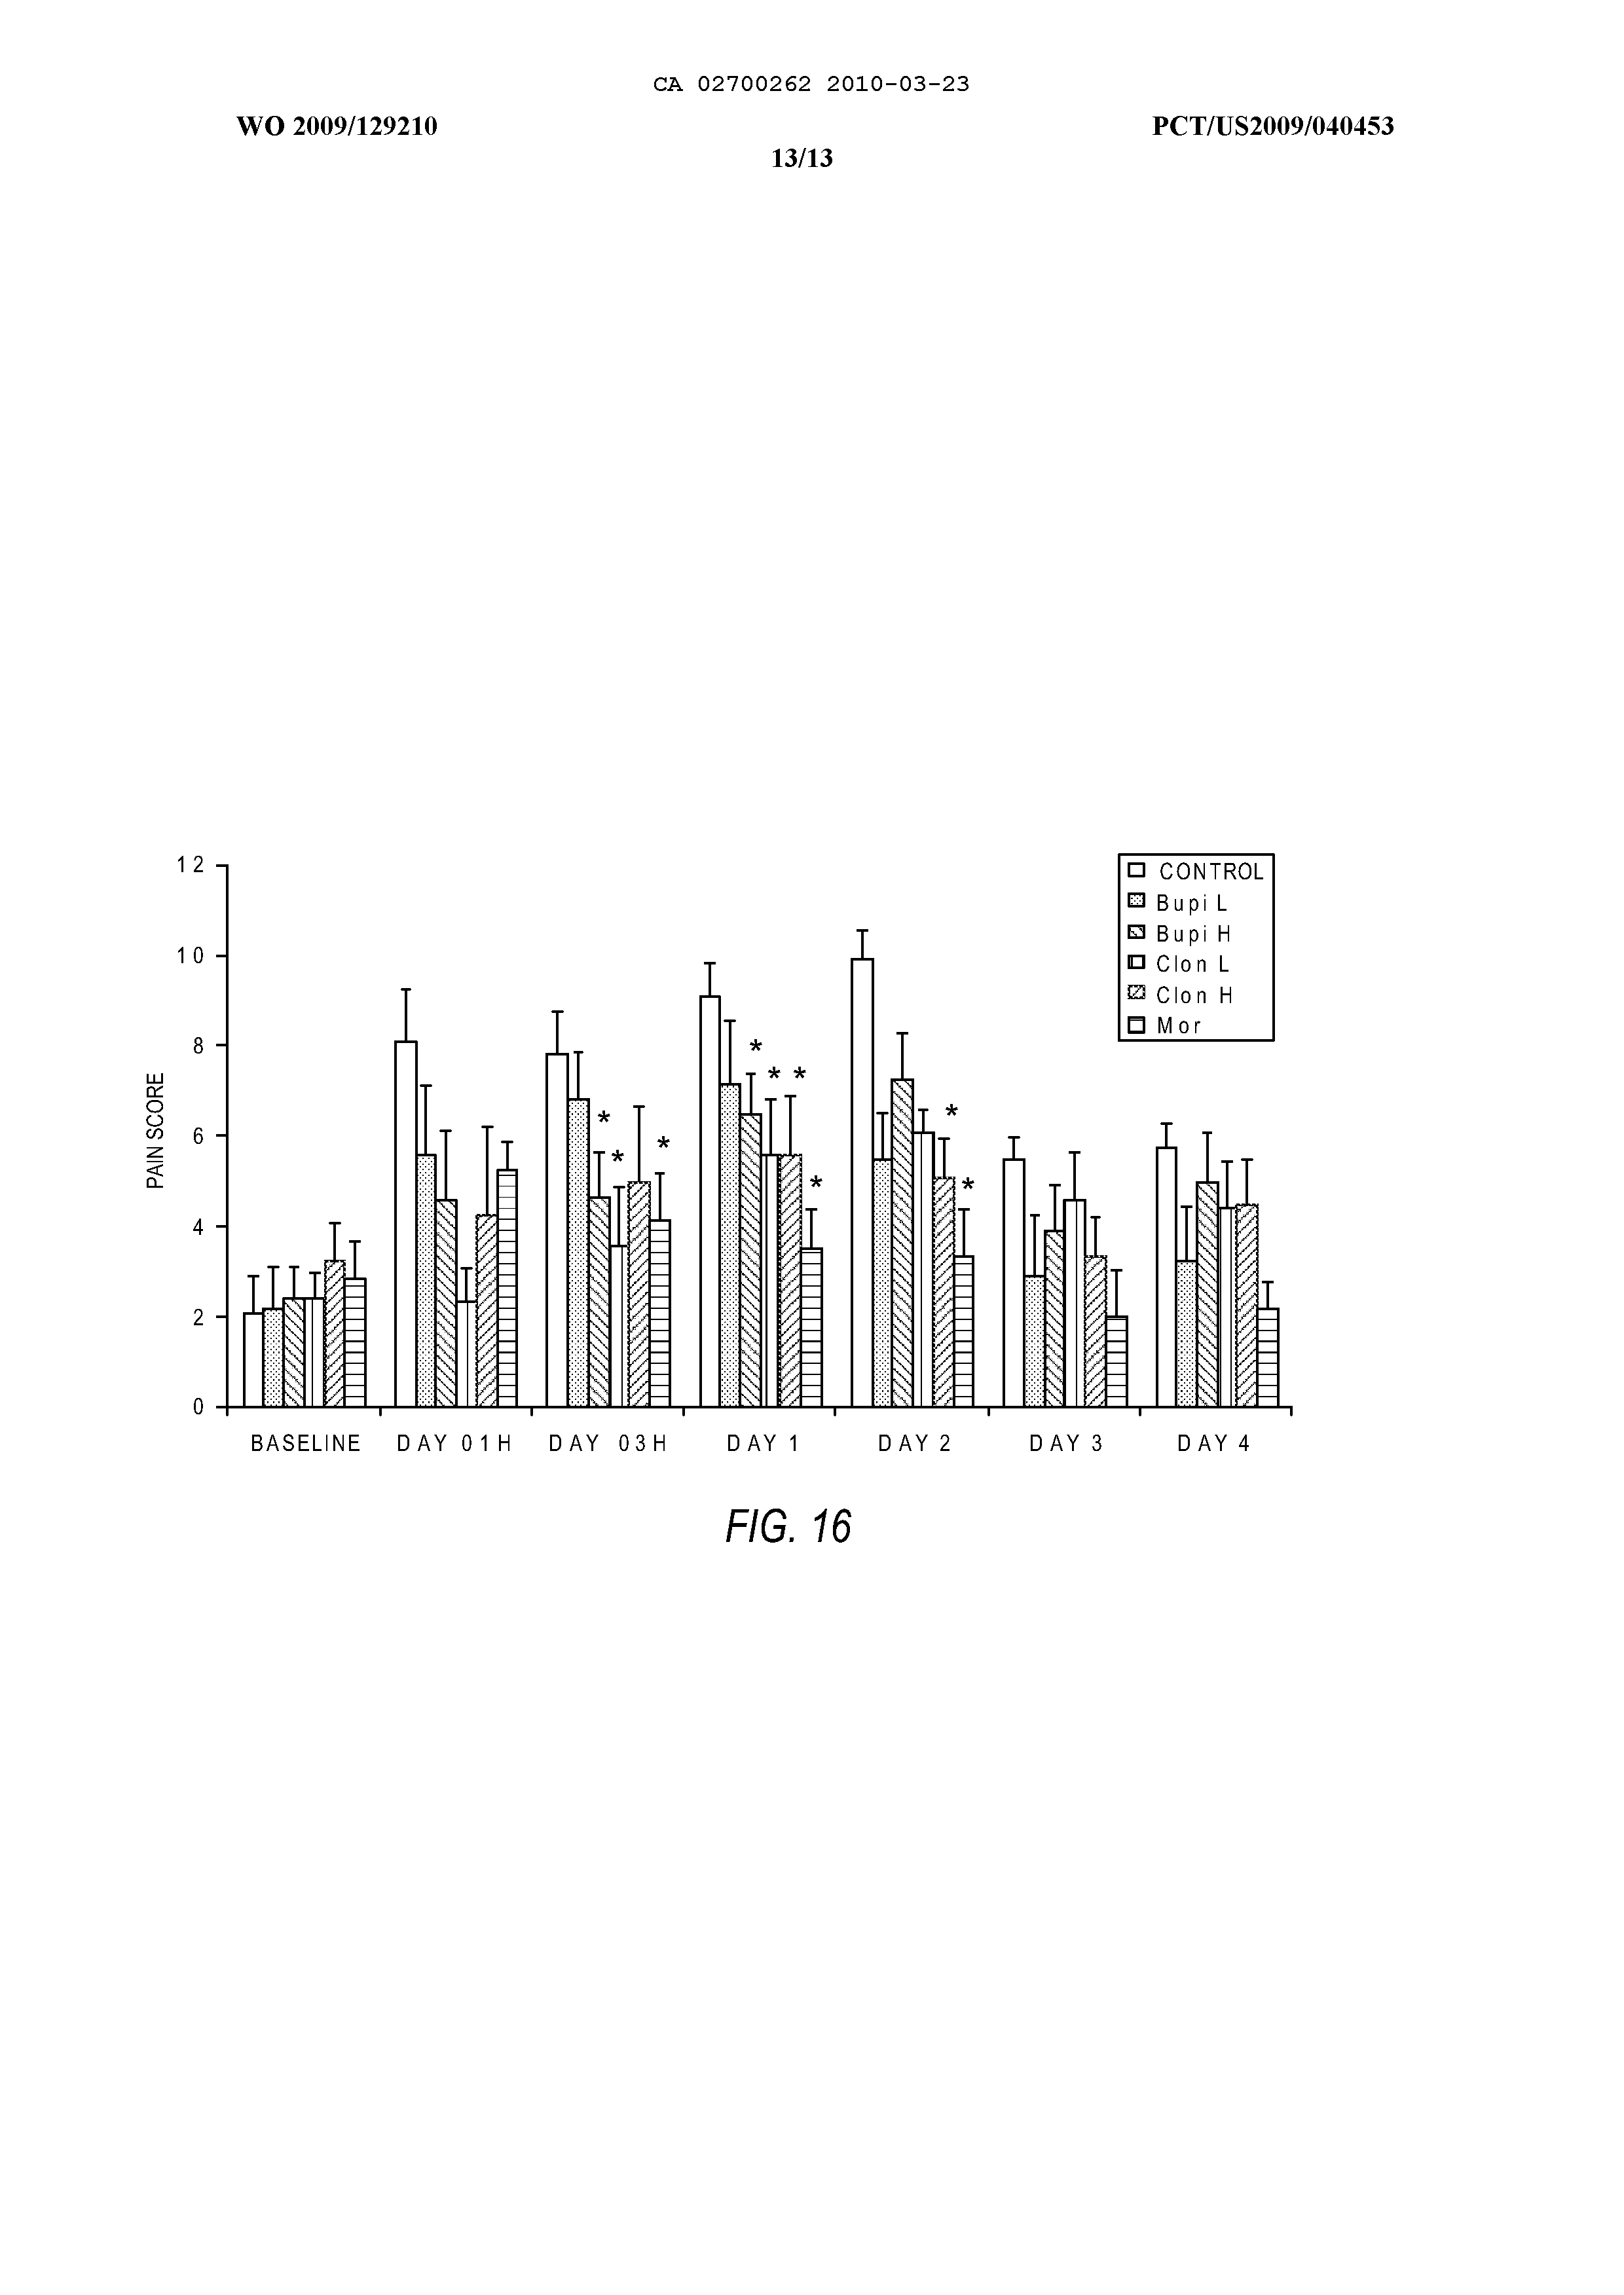 CA 02700262 2010-03-23
WO 2009/129210
PCT/US2009/040453
13/13
12
10
8
6
4
2
0
PAIN SCORE
CONTROL
Bupi L
Bupi H
Clon L
Clon H
Mor
* * *
* * * *
* *
BASELINE DAY 01H DAY 03H DAY 1 DAY 2 DAY 3 DAY 4
FIG. 16